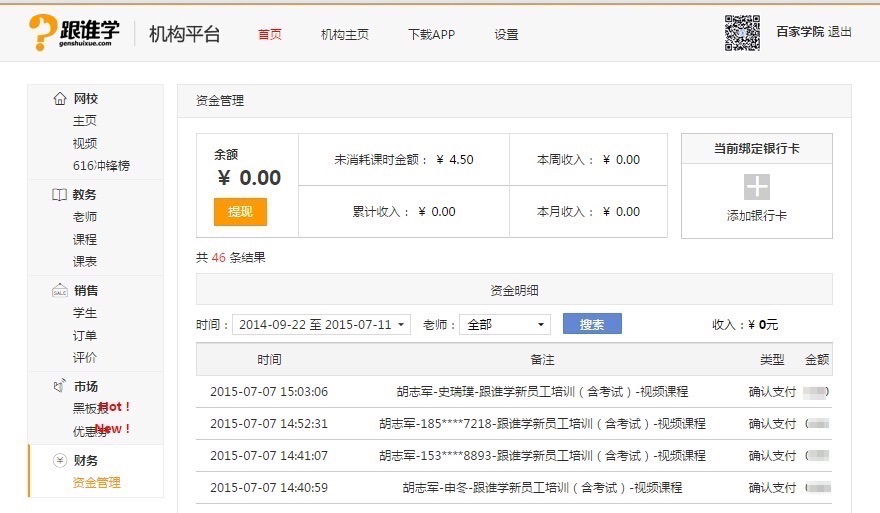 跟谁学
genshuixue.com
机构平台
首页 机构主页 下载APP 设置
百家学院 退出
网校
主页
视频
616冲锋榜
教务
老师
课程
课表
SALE 销售
学生
订单
评价
市场
黑板报 Hot！
优惠券 New！
¥ 财务
资金管理
资金管理
余额
¥ 0.00
提现
未消耗课时金额： ¥ 4.50
本周收入： ¥ 0.00
累计收入： ¥ 0.00
本月收入： ¥ 0.00
当前绑定银行卡
添加银行卡
共 46 条结果
资金明细
时间： 2014-09-22 至 2015-07-11 老师： 全部 搜索 收入：¥ 0元
时间 备注 类型 金额
2015-07-07 15:03:06 胡志军-史瑞璞-跟谁学新员工培训（含考试）-视频课程 确认支付
2015-07-07 14:52:31 胡志军-185****7218-跟谁学新员工培训（含考试）-视频课程 确认支付
2015-07-07 14:41:07 胡志军-153****8893-跟谁学新员工培训（含考试）-视频课程 确认支付
2015-07-07 14:40:59 胡志军-申冬-跟谁学新员工培训（含考试）-视频课程 确认支付